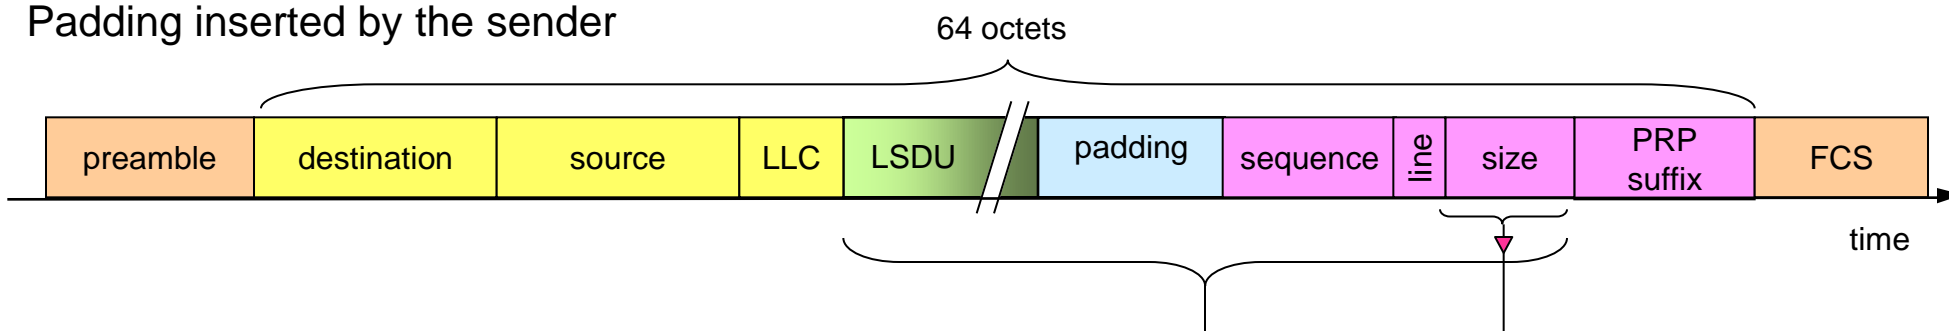 Padding inserted by the sender
64 octets
preamble
destination
source
LLC
LSDU
padding
sequence
line
size
PRP
suffix
FCS
time